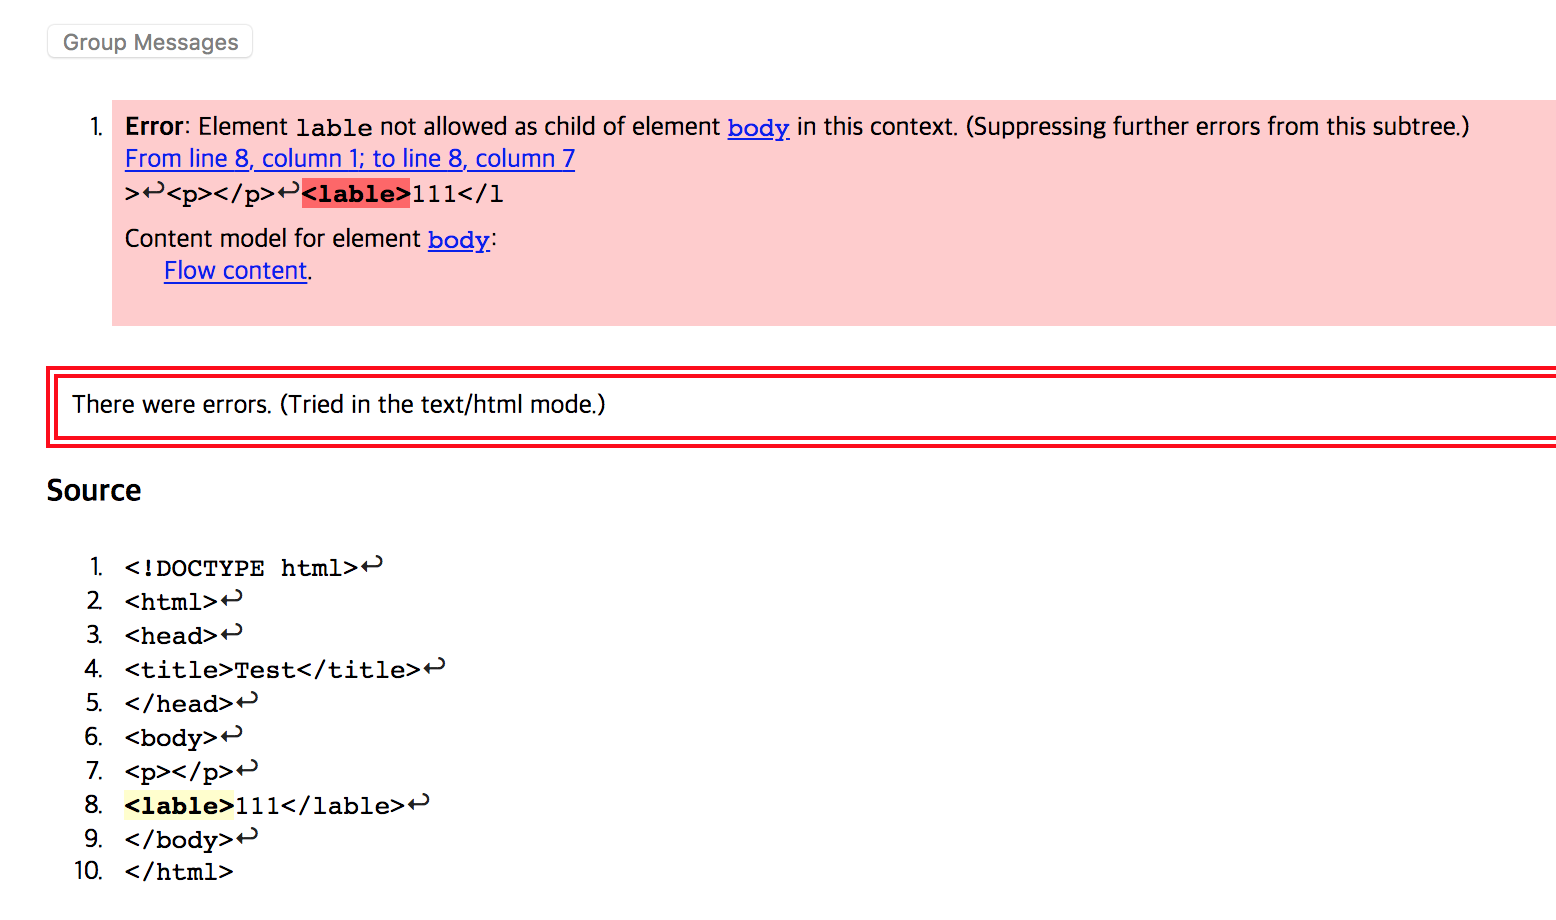 Group Messages
1. Error: Element lable not allowed as child of element body in this context. (Suppressing further errors from this subtree.)
From line 8, column 1; to line 8, column 7
>↩<p></p>↩<lable>111</l
Content model for element body:
Flow content.
There were errors. (Tried in the text/html mode.)
Source
1. <!DOCTYPE html>↩
2. <html>↩
3. <head>↩
4. <title>Test</title>↩
5. </head>↩
6. <body>↩
7. <p></p>↩
8. <lable>111</lable>↩
9. </body>↩
10. </html>